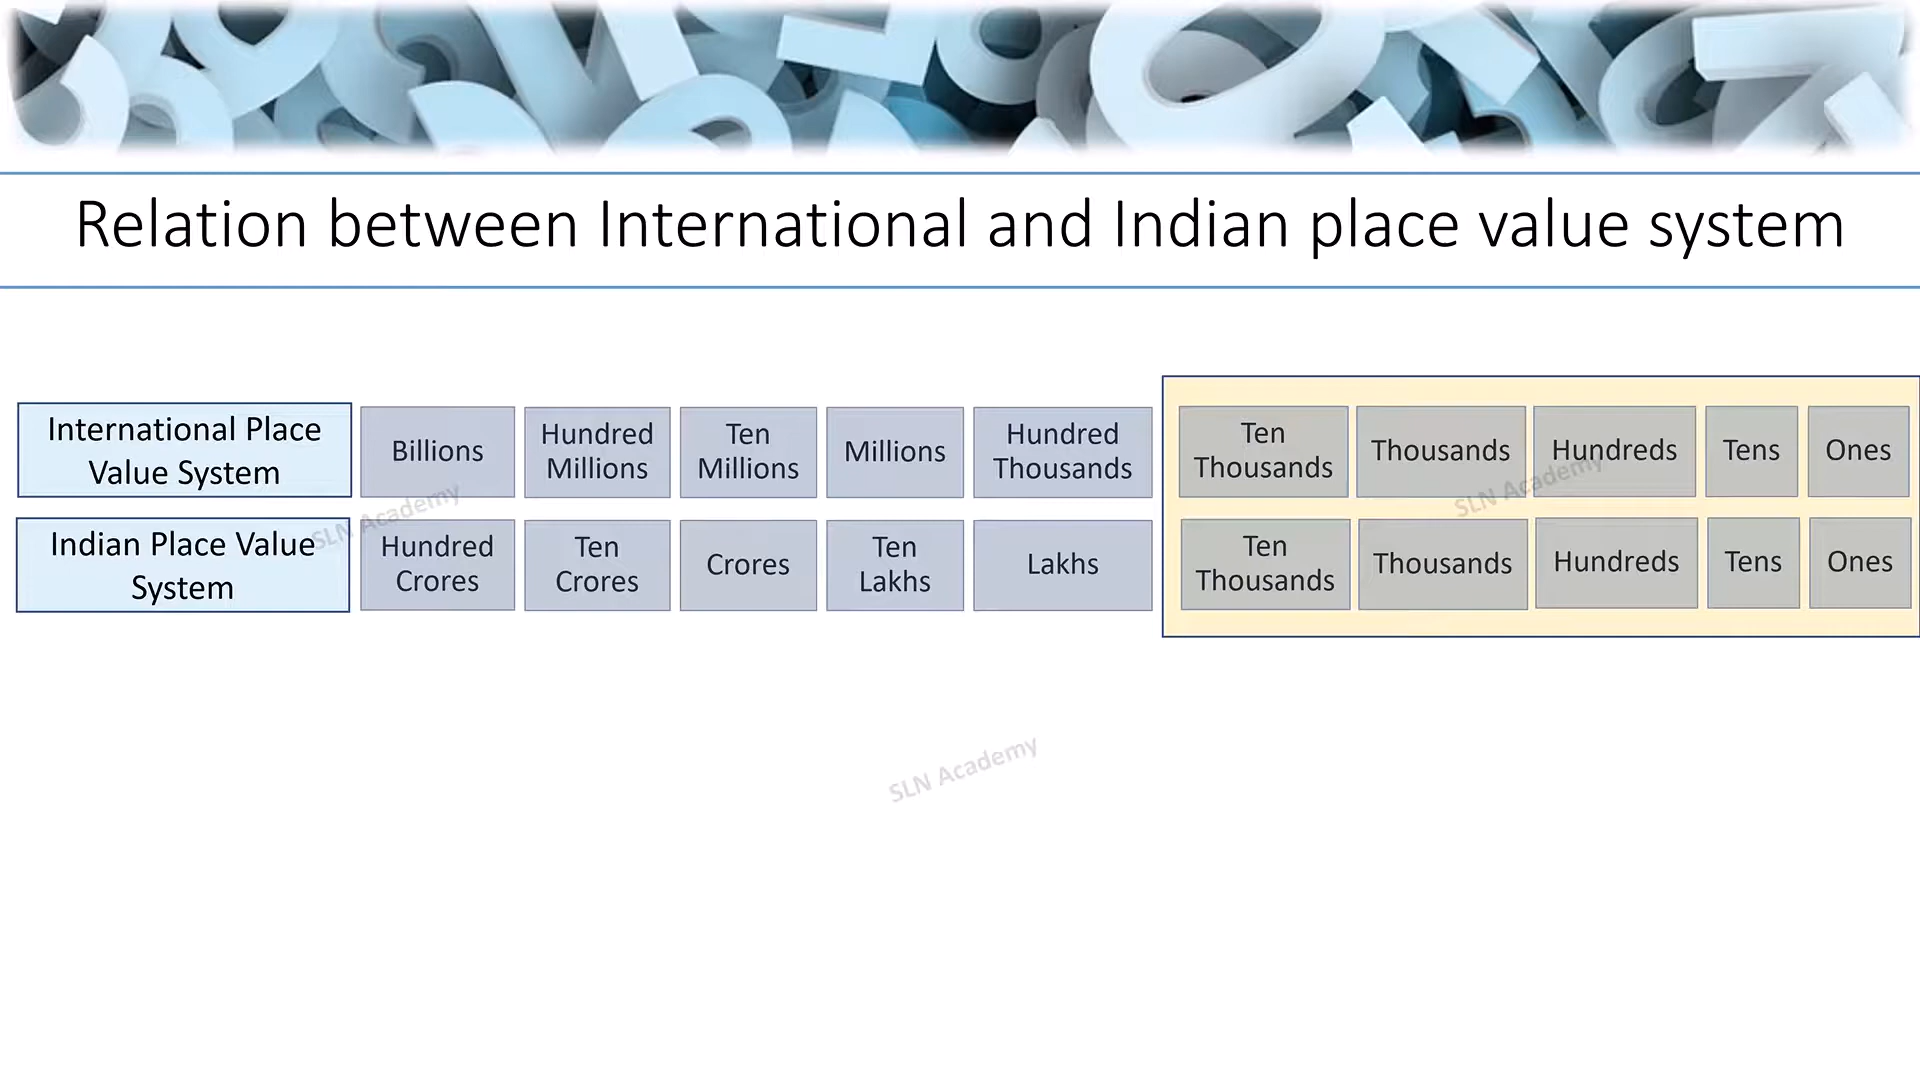 Relation between International and Indian place value system
International Place
Value System
Billions
Hundred
Millions
Ten
Millions
Millions
Hundred
Thousands
Ten
Thousands
Thousands
Hundreds
Tens
Ones
Indian Place Value
System
Hundred
Crores
Ten
Crores
Crores
Ten
Lakhs
Lakhs
Ten
Thousands
Thousands
Hundreds
Tens
Ones
SLN Academy
SLN Academy
SLN Academy